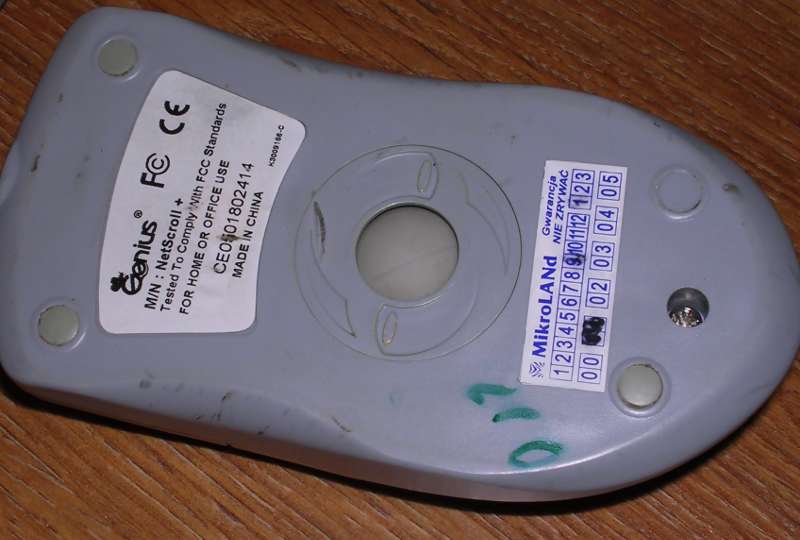 Genius®
M/N : NetScroll +
Tested To Comply With FCC Standards
FOR HOME OR OFFICE USE
CE0501802414
MADE IN CHINA
FC CE
K3009166-C
MikroLANd
Gwarancja
NIE ZRYWAĆ
1 2 3 4 5 6 7 8 9 10 11 12 1 2 3
00 02 03 04 05